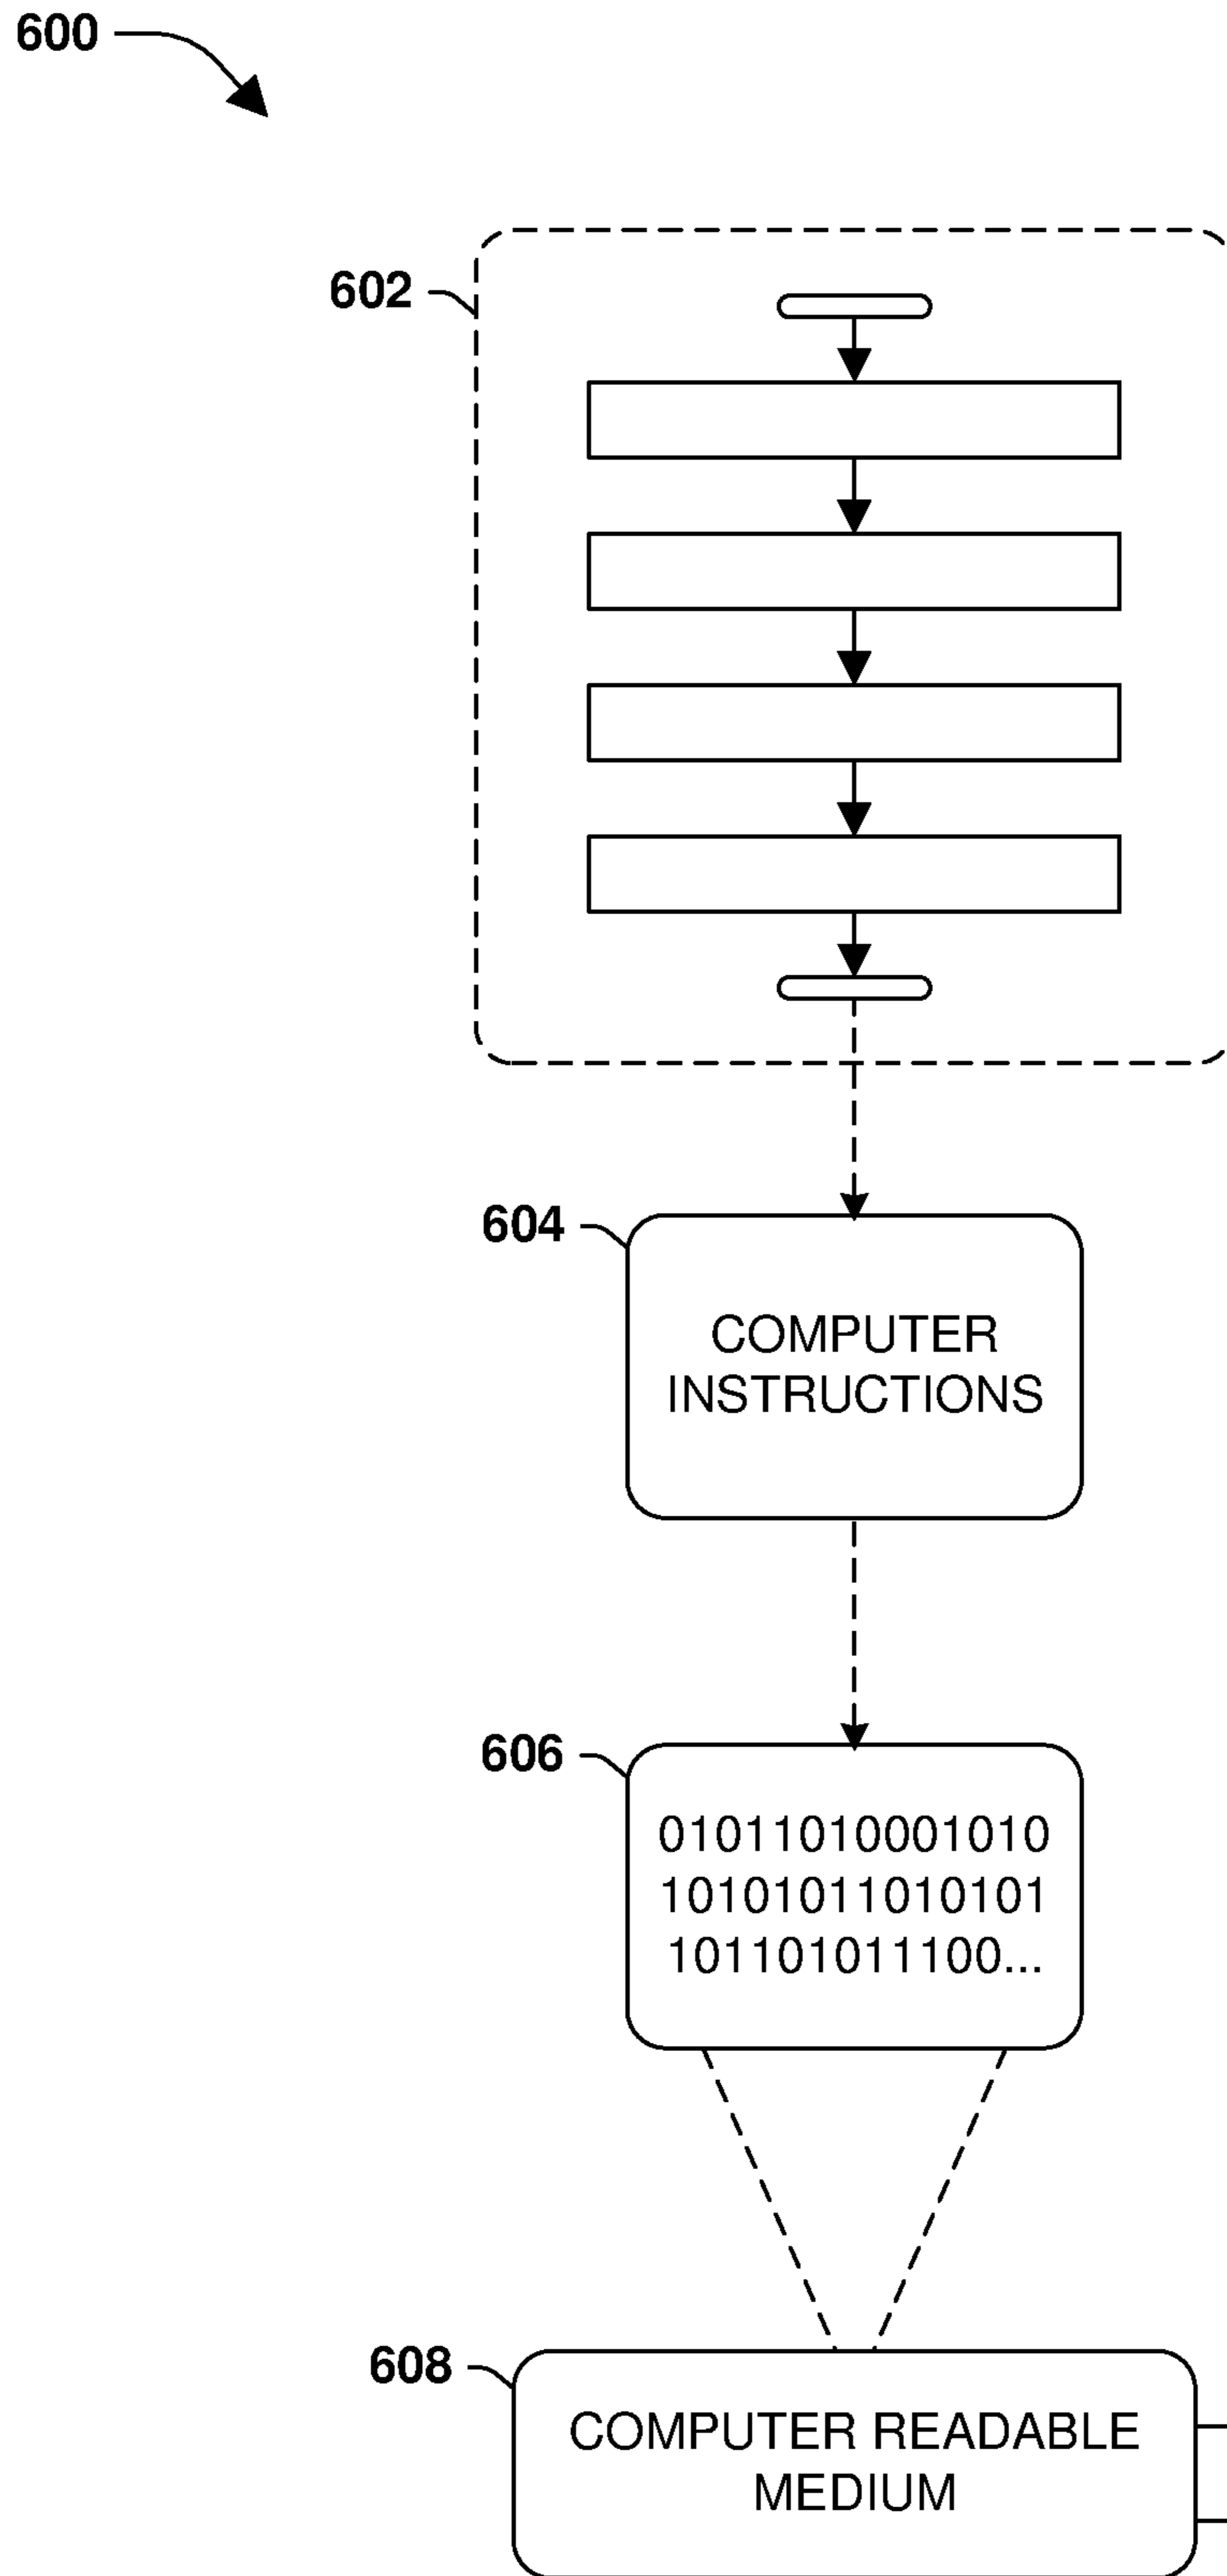 600
602
604
COMPUTER
INSTRUCTIONS
606
01011010001010
10101011010101
101101011100...
608
COMPUTER READABLE
MEDIUM